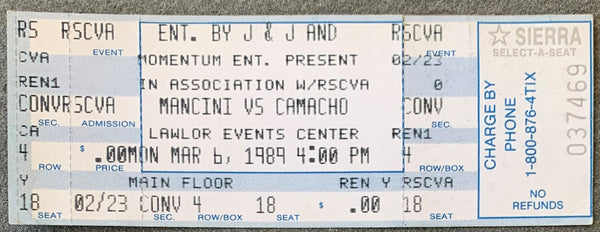 RS RSCVA ENT. BY J & J AND RSCVA
EVENT EVENT
CVA MOMENTUM ENT. PRESENT 02/23
REN1 IN ASSOCIATION W/RSCVA 0
CONV RSCVA MANCINI VS CAMACHO CONV
SEC. ADMISSION SEC.
CA LAWLOR EVENTS CENTER REN1
4 $ .00 MON MAR 6, 1989 4:00 PM 4
ROW PRICE ROW/BOX
Y MAIN FLOOR REN Y RSCVA
18 02/23 CONV 4 18 $ .00 18
SEAT SEC. ROW/BOX SEAT SEAT
SIERRA
SELECT-A-SEAT
CHARGE BY
PHONE
1-800-876-4TIX
037469
NO
REFUNDS